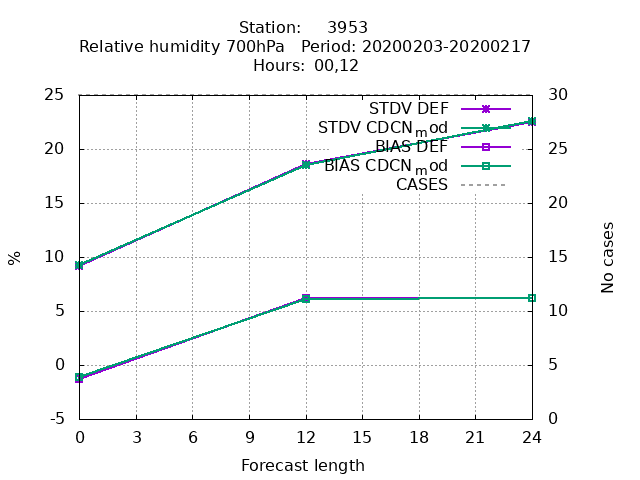 Station: 3953
Relative humidity 700hPa Period: 20200203-20200217
Hours: 00,12
25
20
15
10
5
0
-5
%
30
25
20
15
10
5
0
No cases
STDV DEF
STDV CDCN_mod
BIAS DEF
BIAS CDCN_mod
CASES
0 3 6 9 12 15 18 21 24
Forecast length